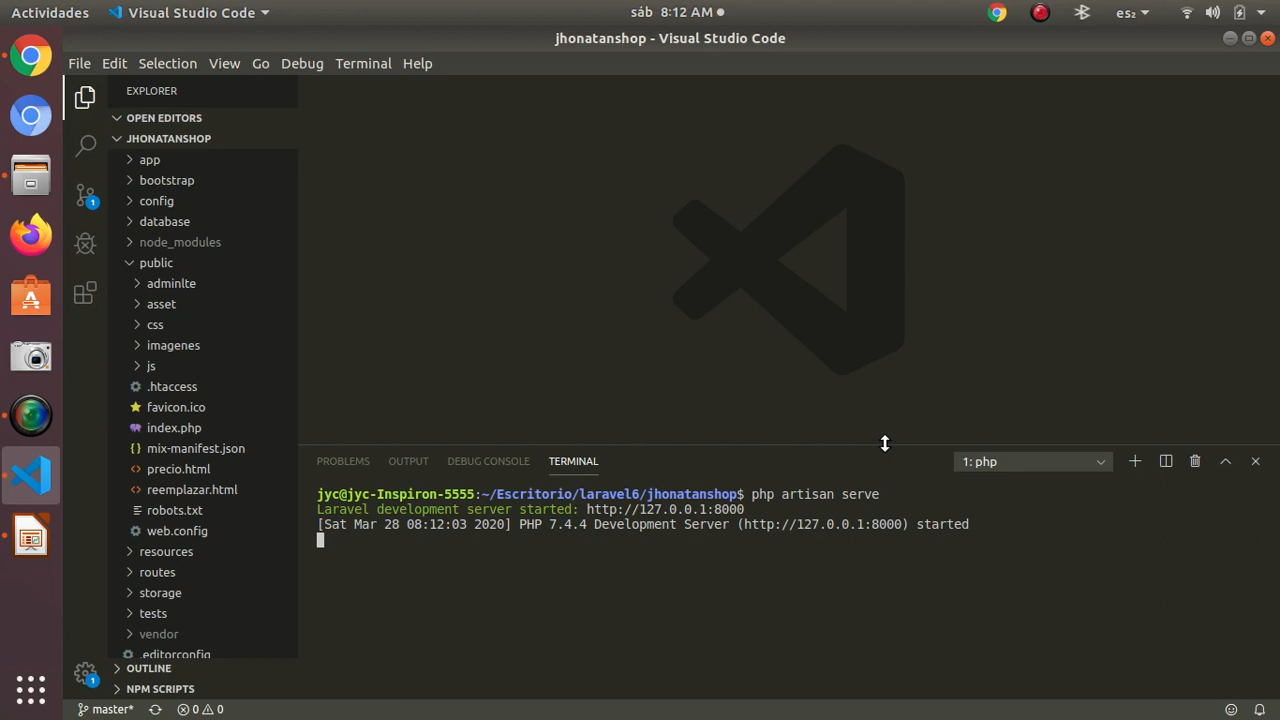 Actividades
Visual Studio Code
sáb 8:12 AM
es₂
jhonatanshop - Visual Studio Code
File Edit Selection View Go Debug Terminal Help
EXPLORER
OPEN EDITORS
JHONATANSHOP
app
bootstrap
config
database
node_modules
public
adminlte
asset
css
imagenes
js
.htaccess
favicon.ico
index.php
mix-manifest.json
precio.html
reemplazar.html
robots.txt
web.config
resources
routes
storage
tests
vendor
.editorconfig
OUTLINE
NPM SCRIPTS
1
1
PROBLEMS OUTPUT DEBUG CONSOLE TERMINAL
1: php
jyc@jyc-Inspiron-5555:~/Escritorio/laravel6/jhonatanshop$ php artisan serve
Laravel development server started: http://127.0.0.1:8000
[Sat Mar 28 08:12:03 2020] PHP 7.4.4 Development Server (http://127.0.0.1:8000) started
master* 0 0